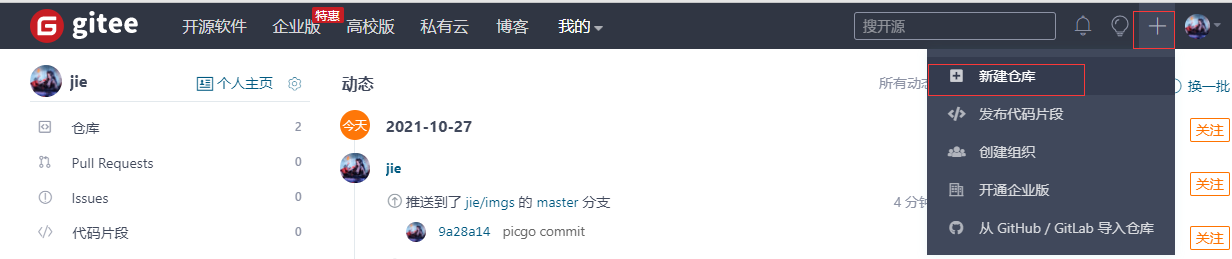 gitee 开源软件 企业版 特惠 高校版 私有云 博客 我的 搜开源
jie 个人主页
仓库 2
Pull Requests 0
Issues 0
代码片段 0
动态 所有动态
今天 2021-10-27
jie
推送到了 jie/imgs 的 master 分支 4 分钟
9a28a14 picgo commit
新建仓库
发布代码片段
创建组织
开通企业版
从 GitHub / GitLab 导入仓库
换一批
关注
关注
关注